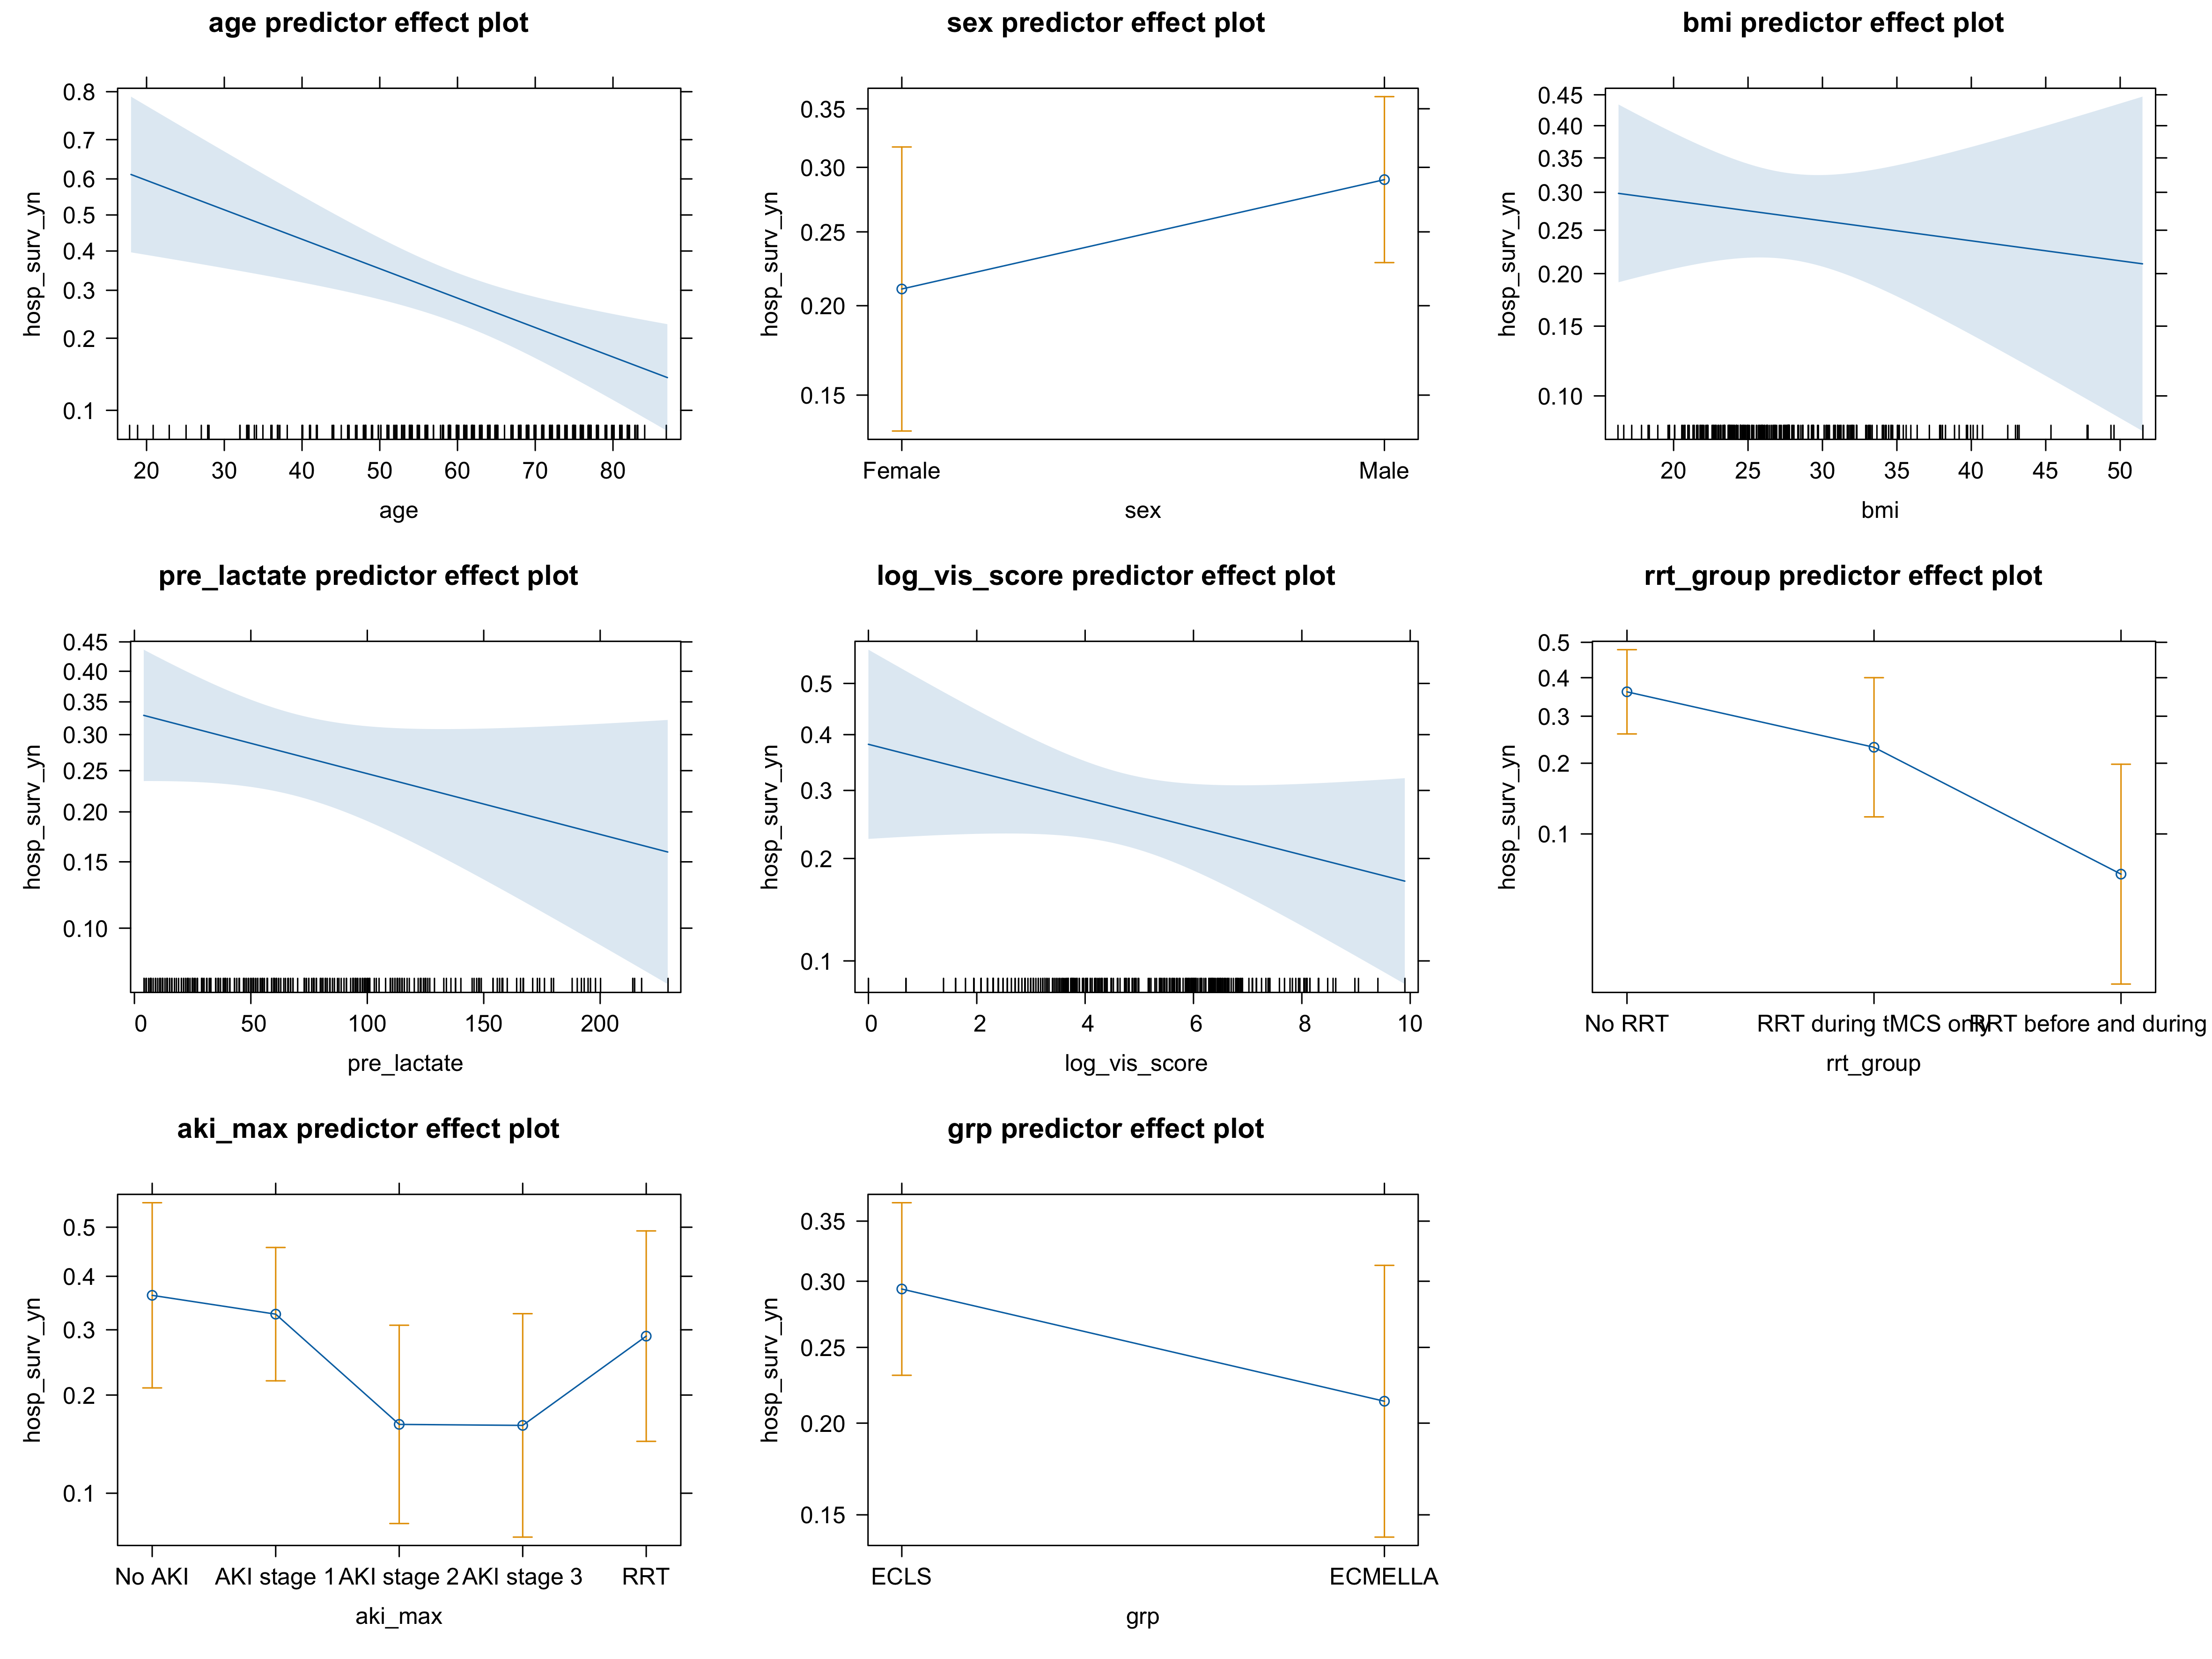 age predictor effect plot
hosp_surv_yn
0.8
0.7
0.6
0.5
0.4
0.3
0.2
0.1
20 30 40 50 60 70 80
age
sex predictor effect plot
hosp_surv_yn
0.35
0.30
0.25
0.20
0.15
Female Male
sex
bmi predictor effect plot
hosp_surv_yn
0.45
0.40
0.35
0.30
0.25
0.20
0.15
0.10
20 25 30 35 40 45 50
bmi
pre_lactate predictor effect plot
hosp_surv_yn
0.45
0.40
0.35
0.30
0.25
0.20
0.15
0.10
0 50 100 150 200
pre_lactate
log_vis_score predictor effect plot
hosp_surv_yn
0.5
0.4
0.3
0.2
0.1
0 2 4 6 8 10
log_vis_score
rrt_group predictor effect plot
hosp_surv_yn
0.5
0.4
0.3
0.2
0.1
No RRT RRT during tMCS only RRT before and during
rrt_group
aki_max predictor effect plot
hosp_surv_yn
0.5
0.4
0.3
0.2
0.1
No AKI AKI stage 1 AKI stage 2 AKI stage 3 RRT
aki_max
grp predictor effect plot
hosp_surv_yn
0.35
0.30
0.25
0.20
0.15
ECLS ECMELLA
grp